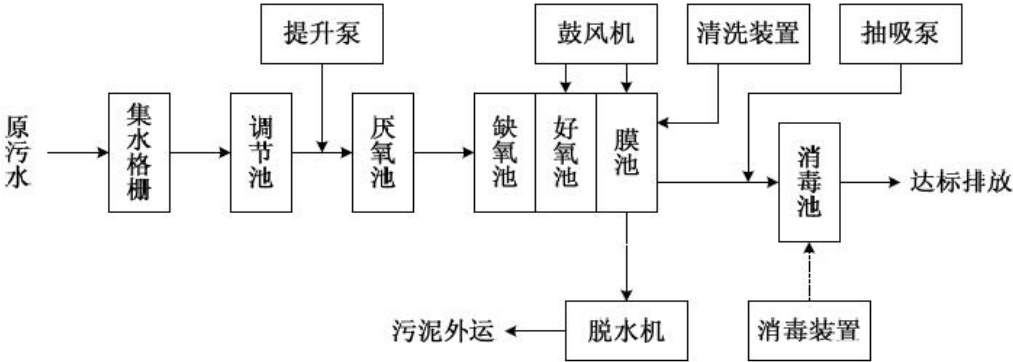 提升泵
鼓风机
清洗装置
抽吸泵
原污水
集水格栅
调节池
厌氧池
缺氧池
好氧池
膜池
消毒池
达标排放
污泥外运
脱水机
消毒装置